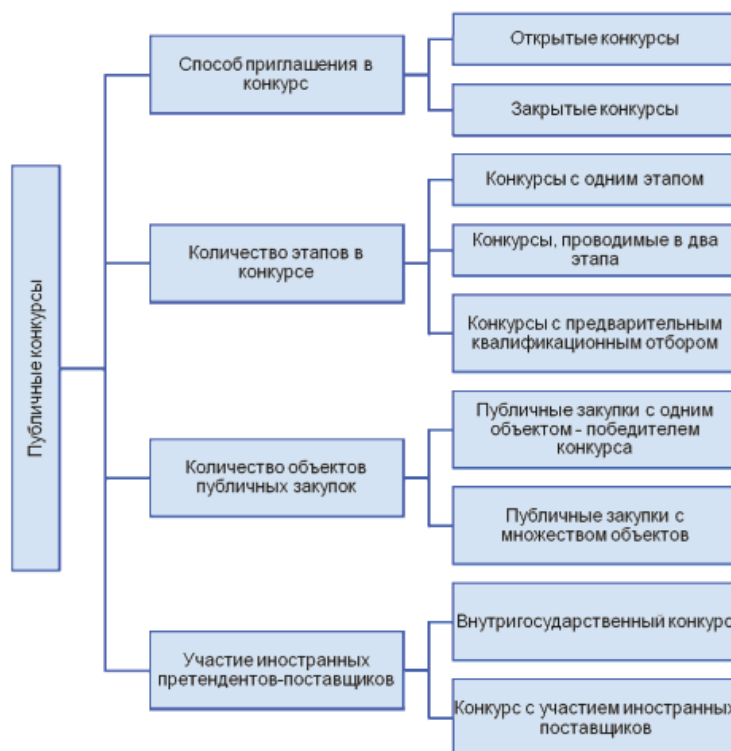 Публичные конкурсы
Способ приглашения в
конкурс
Открытые конкурсы
Закрытые конкурсы
Количество этапов в
конкурсе
Конкурсы с одним этапом
Конкурсы, проводимые в два
этапа
Конкурсы с предварительным
квалификационным отбором
Количество объектов
публичных закупок
Публичные закупки с одним
объектом - победителем
конкурса
Публичные закупки с
множеством объектов
Участие иностранных
претендентов-поставщиков
Внутригосударственный конкурс
Конкурс с участием иностранных
поставщиков